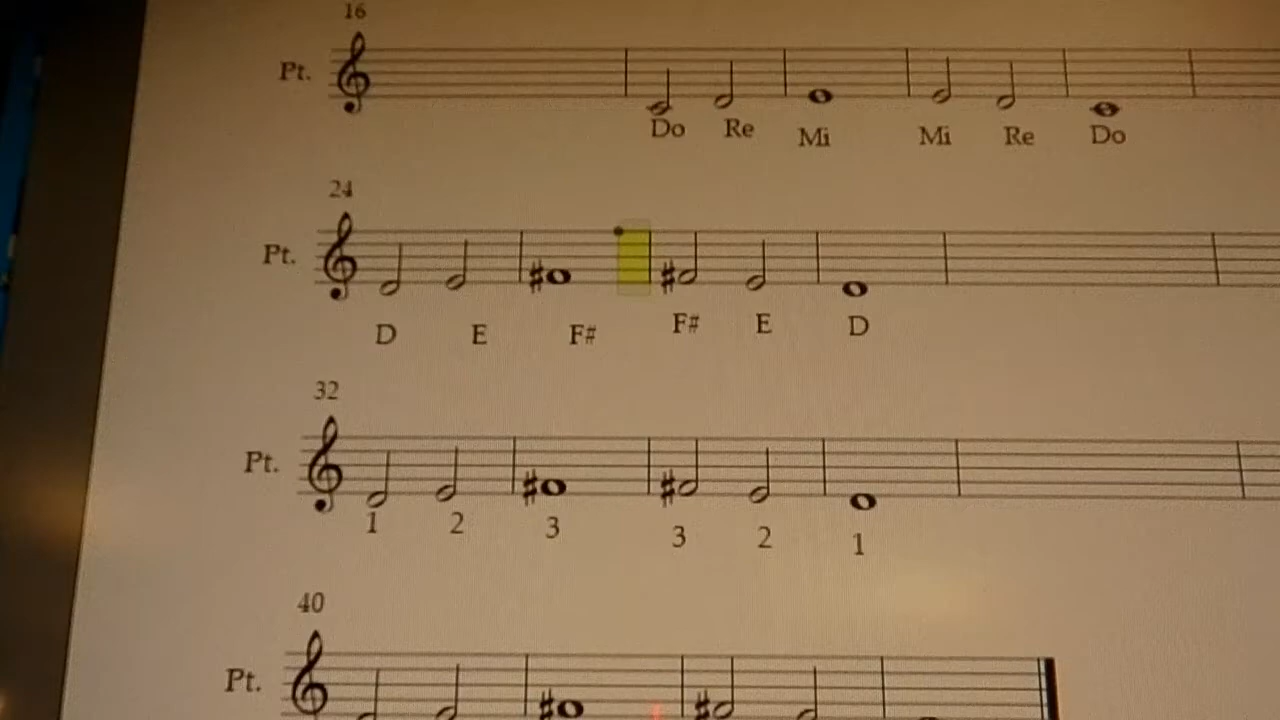 16
Pt.
Do Re Mi Mi Re Do
24
Pt.
D E F# F# E D
32
Pt.
1 2 3 3 2 1
40
Pt.